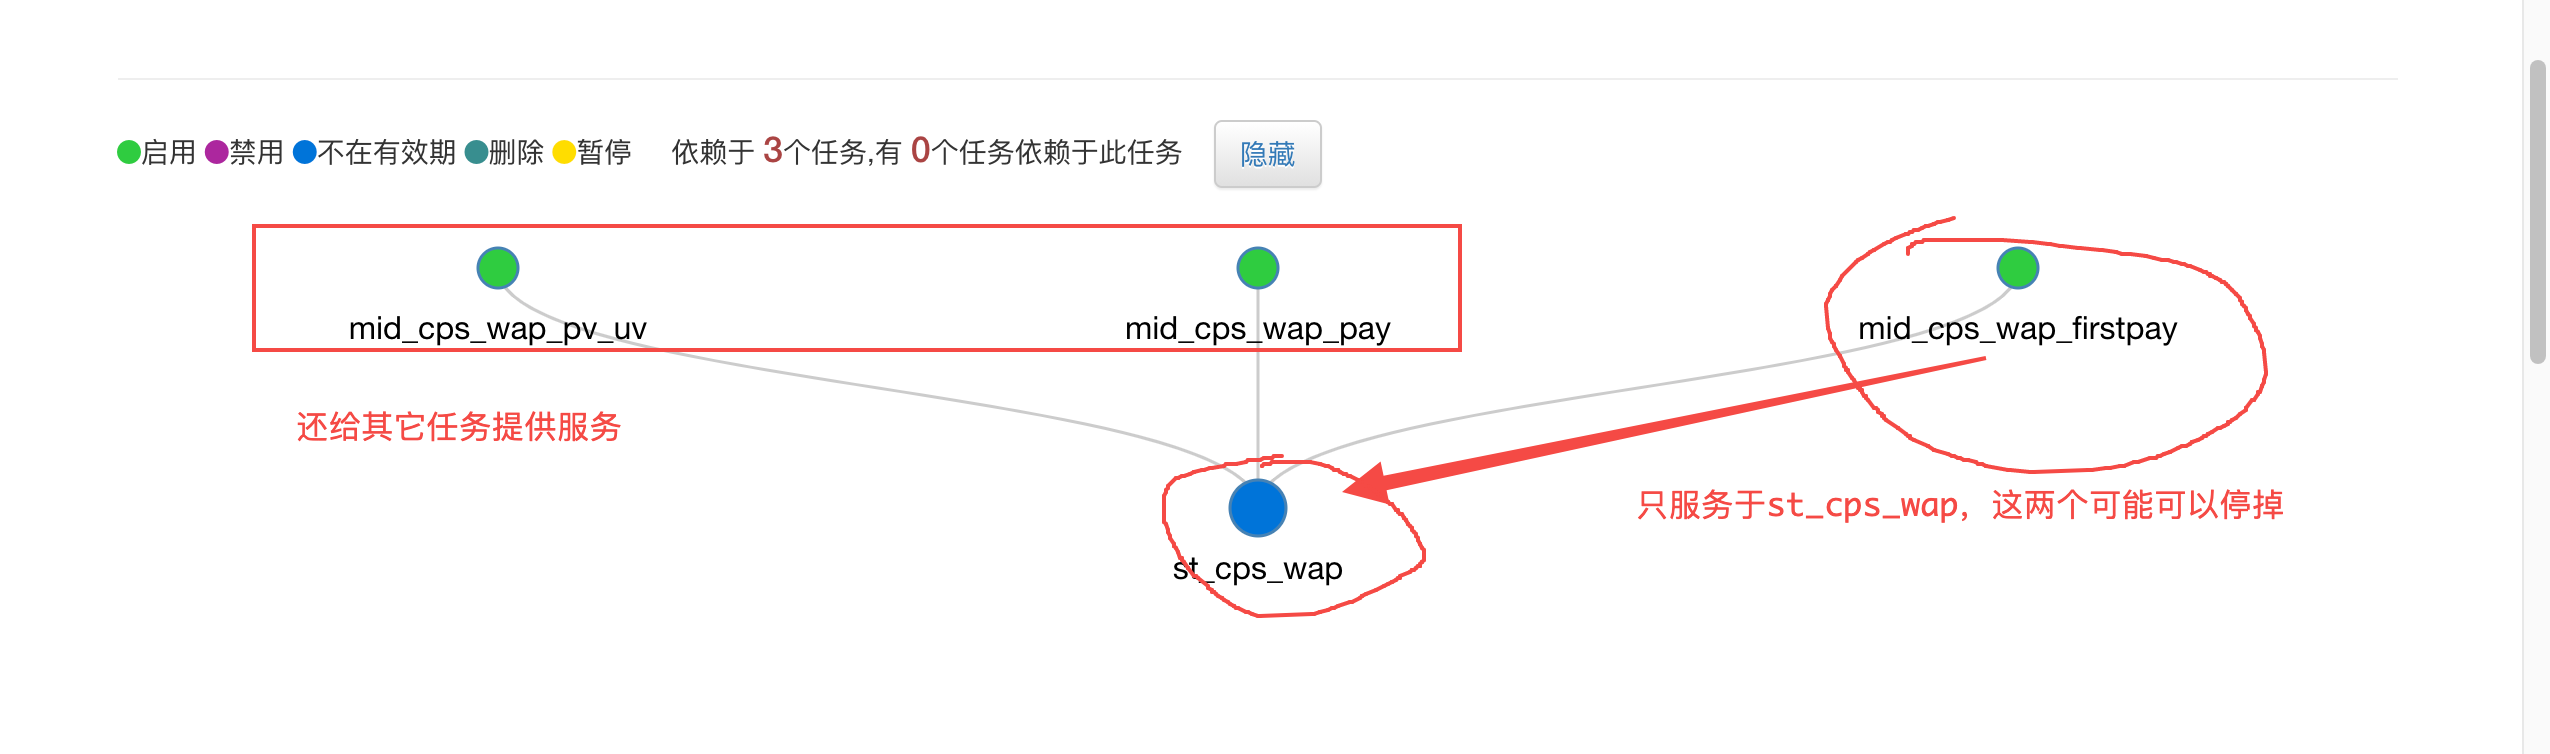 启用 禁用 不在有效期 删除 暂停 依赖于 3个任务,有 0个任务依赖于此任务 隐藏
mid_cps_wap_pv_uv mid_cps_wap_pay mid_cps_wap_firstpay
还给其它任务提供服务
只服务于st_cps_wap，这两个可能可以停掉
st_cps_wap